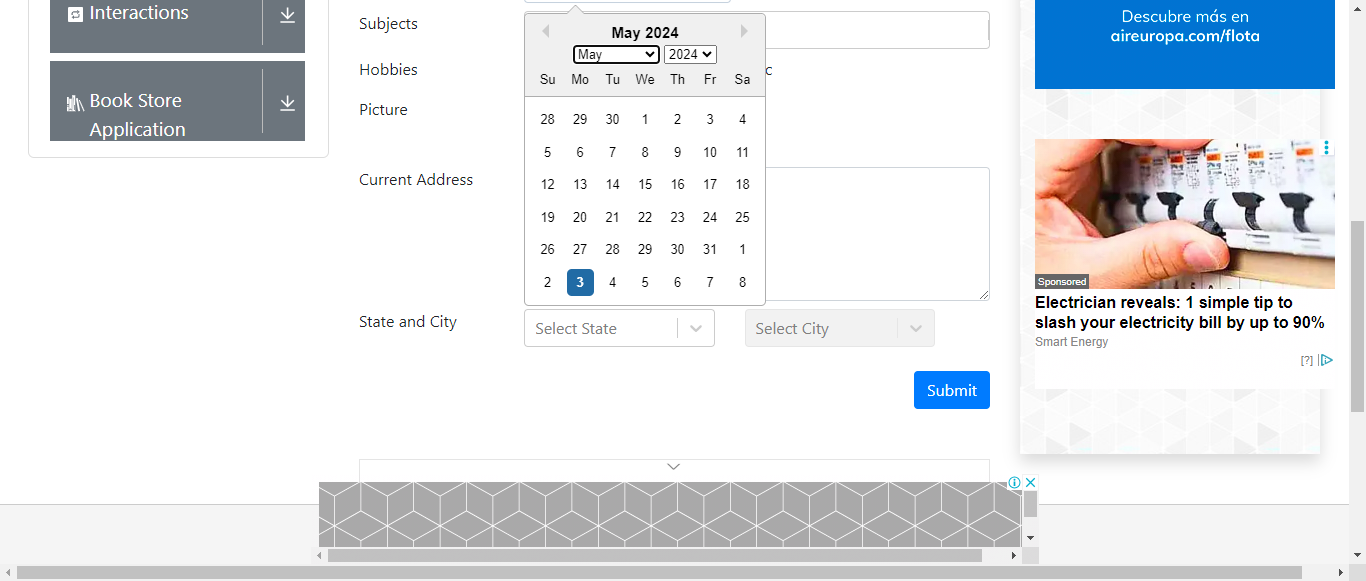 Interactions
Book Store
Application
Subjects
Hobbies
c
Picture
Current Address
State and City
May 2024
May 2024
Su Mo Tu We Th Fr Sa
28 29 30 1 2 3 4
5 6 7 8 9 10 11
12 13 14 15 16 17 18
19 20 21 22 23 24 25
26 27 28 29 30 31 1
2 3 4 5 6 7 8
Select State
Select City
Submit
Descubre más en
aireuropa.com/flota
Sponsored
Electrician reveals: 1 simple tip to
slash your electricity bill by up to 90%
Smart Energy
[?]